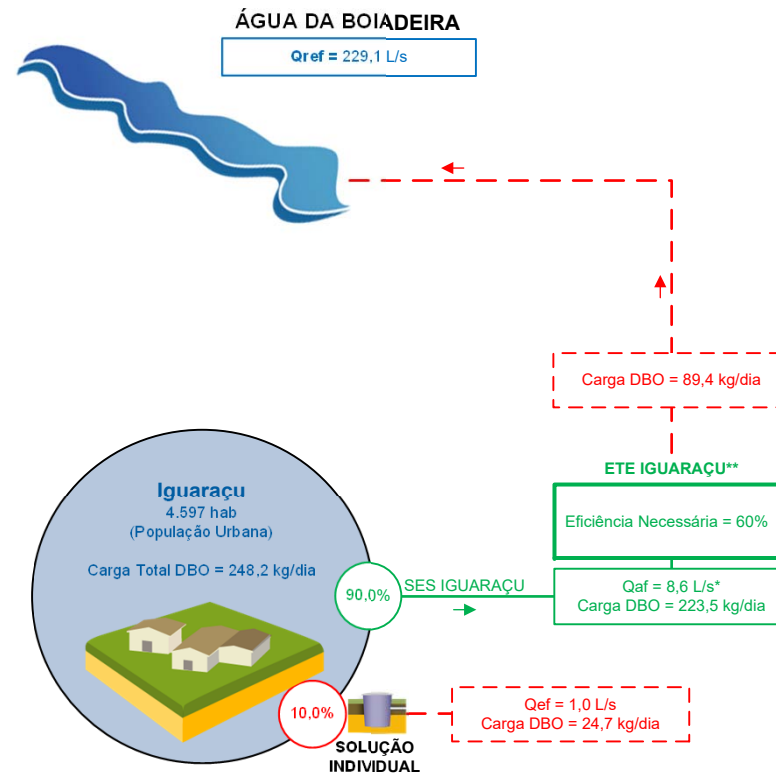 ÁGUA DA BOIADEIRA
Qref = 229,1 L/s
Carga DBO = 89,4 kg/dia
ETE IGUARAÇU**
Eficiência Necessária = 60%
Iguaraçu
4.597 hab
(População Urbana)
Carga Total DBO = 248,2 kg/dia
90,0%
SES IGUARAÇU
Qaf = 8,6 L/s*
Carga DBO = 223,5 kg/dia
10,0%
SOLUÇÃO
INDIVIDUAL
Qef = 1,0 L/s
Carga DBO = 24,7 kg/dia